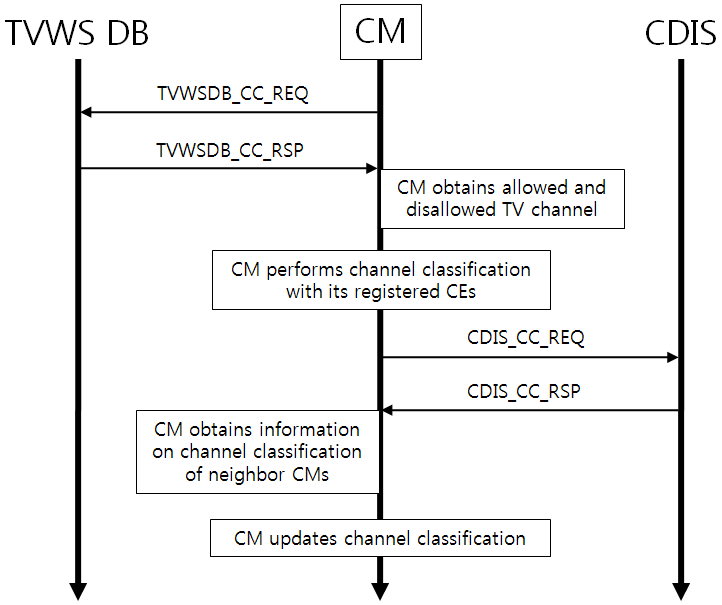 TVWS DB
CM
CDIS
TVWSDB_CC_REQ
TVWSDB_CC_RSP
CM obtains allowed and
disallowed TV channel
CM performs channel classification
with its registered CEs
CDIS_CC_REQ
CDIS_CC_RSP
CM obtains information
on channel classification
of neighbor CMs
CM updates channel classification